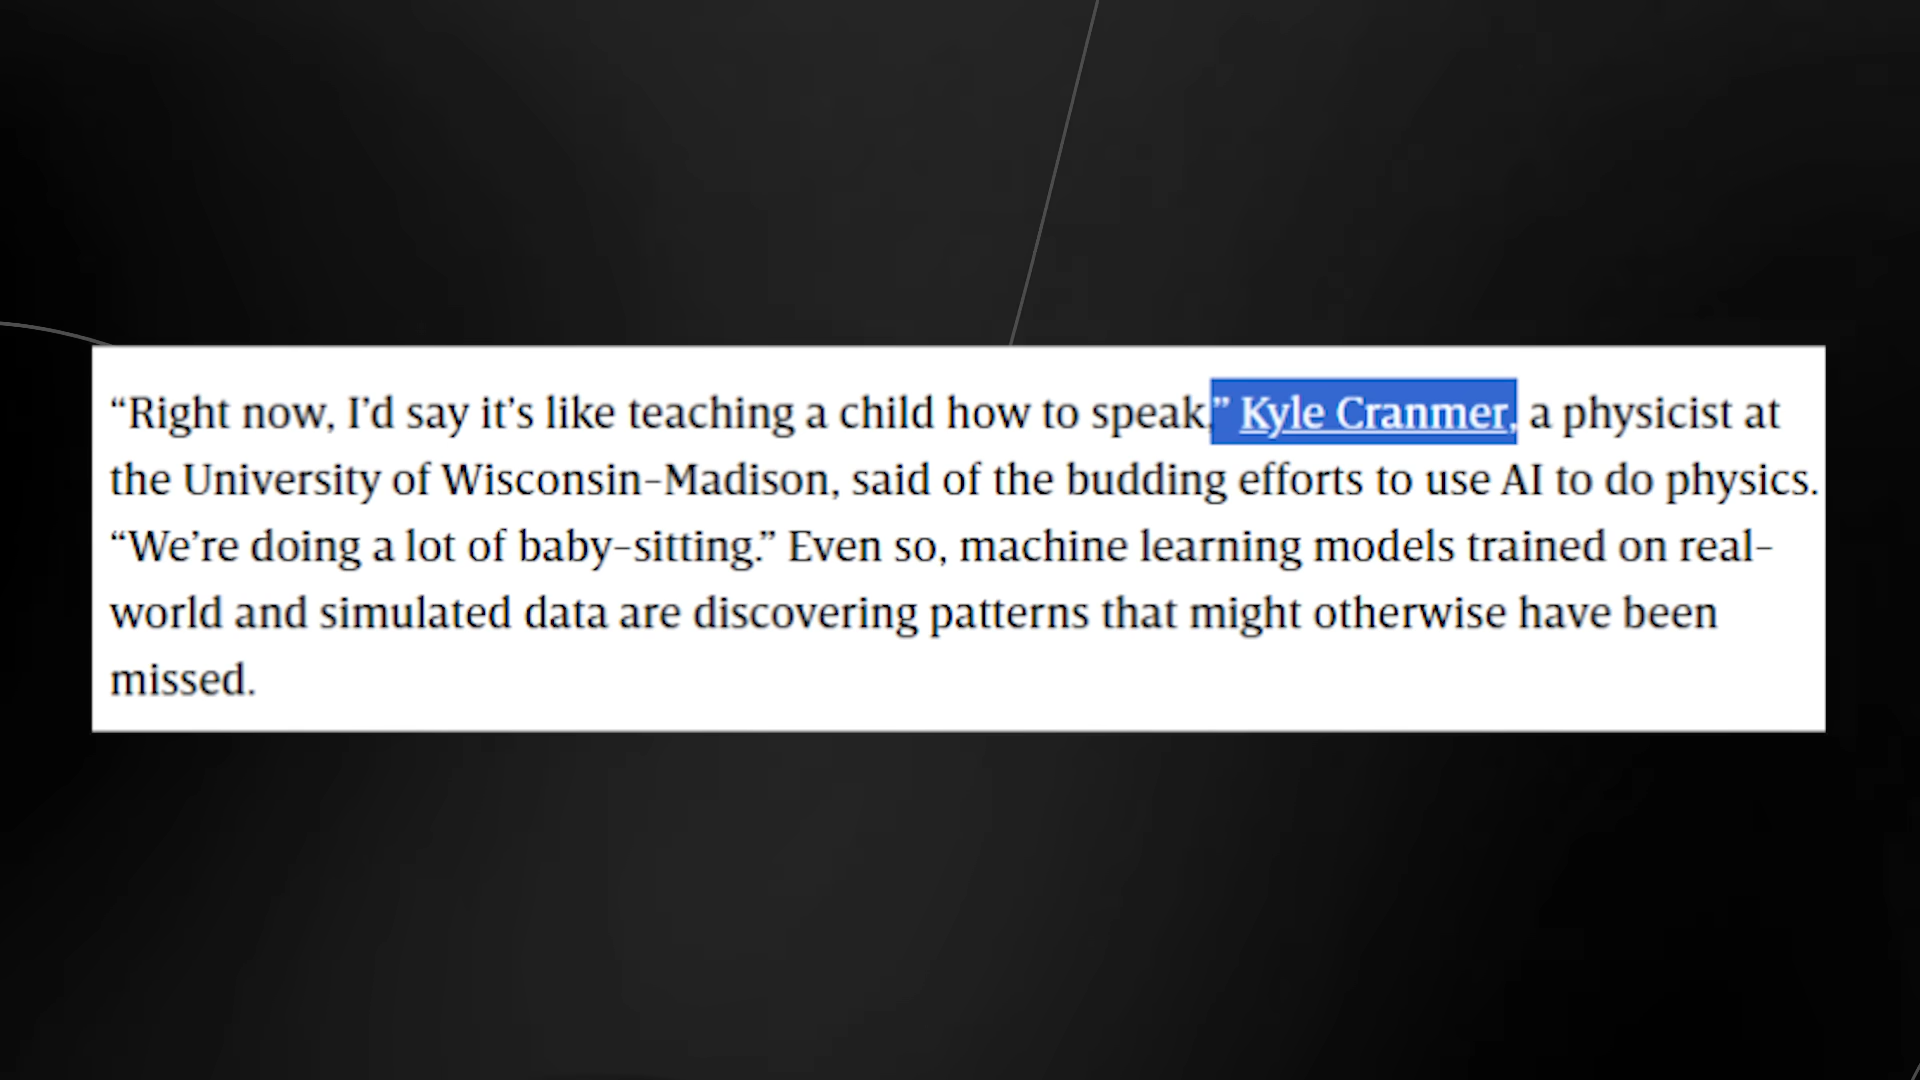 “Right now, I’d say it’s like teaching a child how to speak,” Kyle Cranmer, a physicist at
the University of Wisconsin–Madison, said of the budding efforts to use AI to do physics.
“We’re doing a lot of baby-sitting.” Even so, machine learning models trained on real-
world and simulated data are discovering patterns that might otherwise have been
missed.